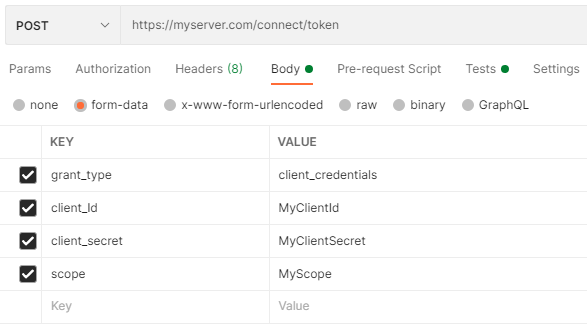 POST https://myserver.com/connect/token
Params Authorization Headers (8) Body Pre-request Script Tests Settings
none form-data x-www-form-urlencoded raw binary GraphQL
KEY VALUE
grant_type client_credentials
client_Id MyClientId
client_secret MyClientSecret
scope MyScope
Key Value